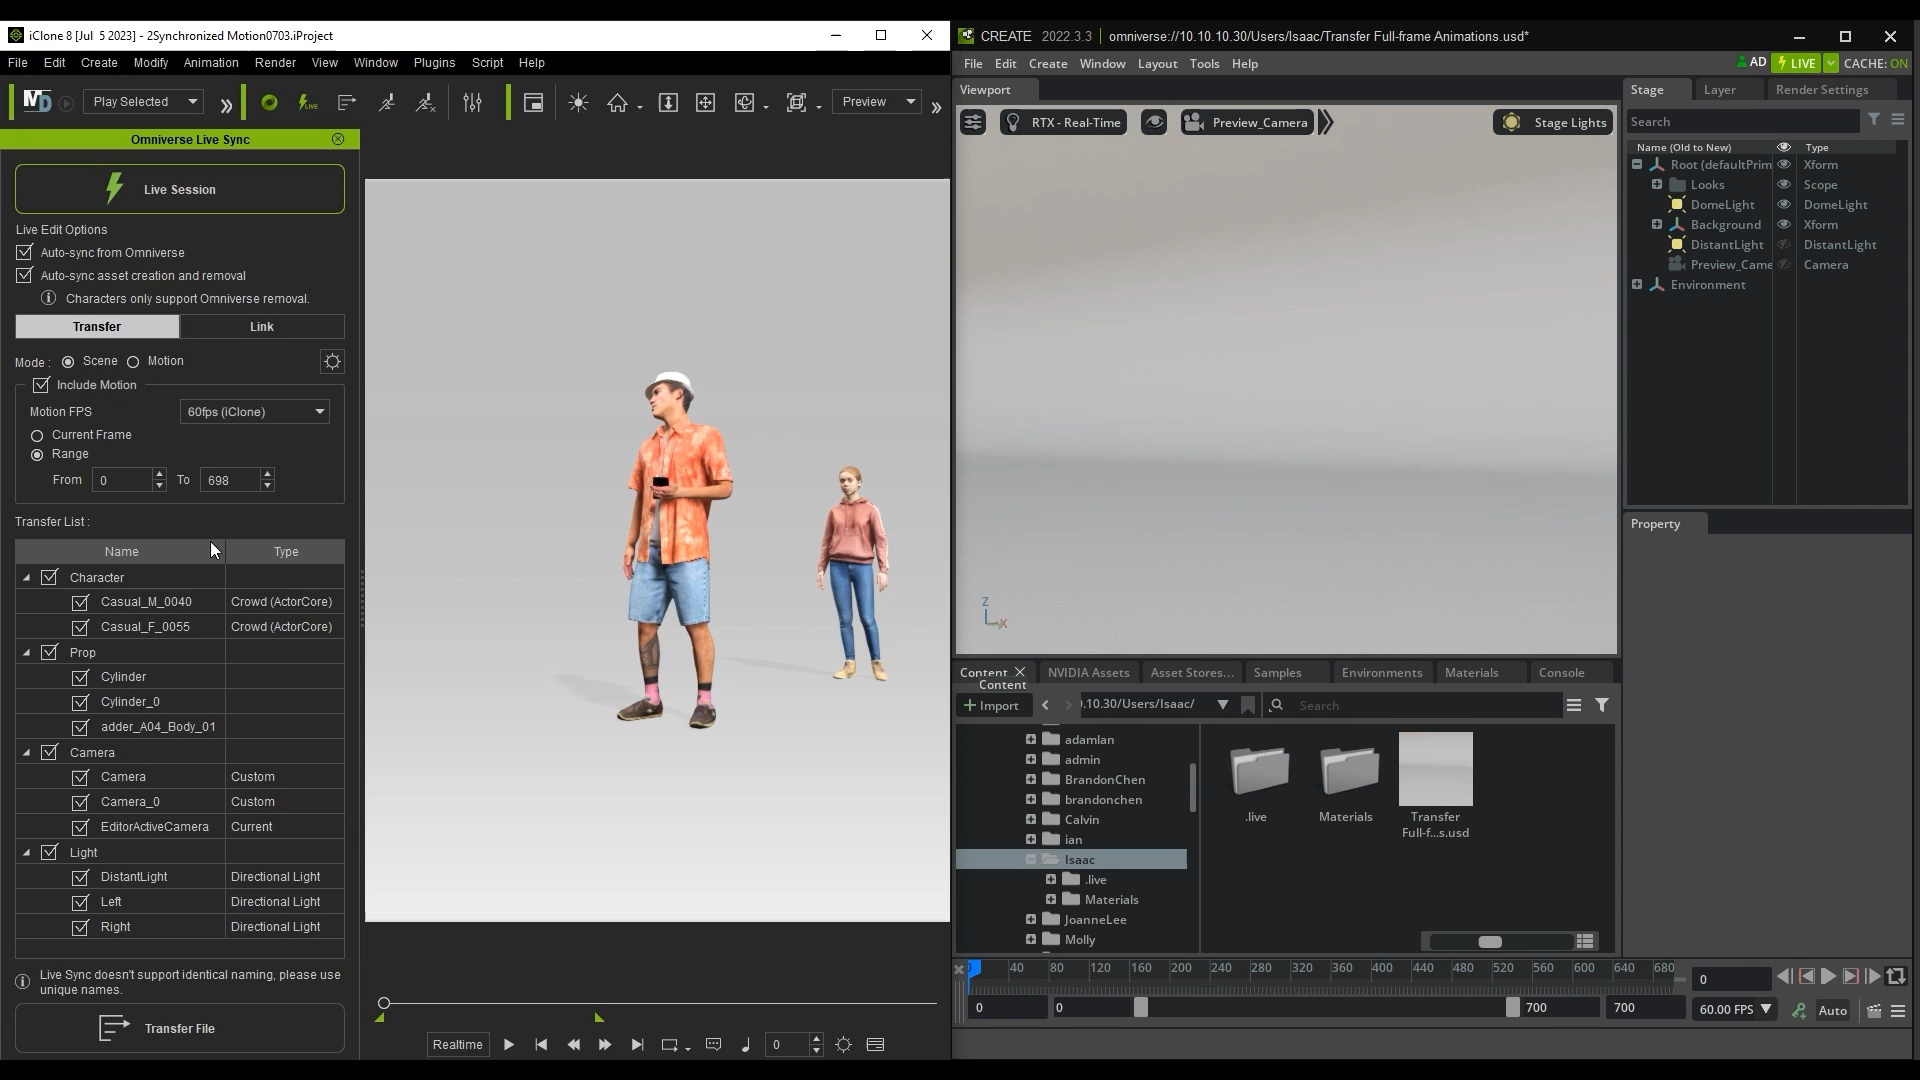 iClone 8 [Jul  5 2023] - 2Synchronized Motion0703.iProject
File Edit Create Modify Animation Render View Window Plugins Script Help
Play Selected
LIVE
Preview
Omniverse Live Sync
Live Session
Live Edit Options
Auto-sync from Omniverse
Auto-sync asset creation and removal
Characters only support Omniverse removal.
Transfer Link
Mode : Scene Motion
Include Motion
Motion FPS 60fps (iClone)
Current Frame
Range
From 0 To 698
Transfer List :
Name Type
Character
Casual_M_0040 Crowd (ActorCore)
Casual_F_0055 Crowd (ActorCore)
Prop
Cylinder
Cylinder_0
adder_A04_Body_01
Camera
Camera Custom
Camera_0 Custom
EditorActiveCamera Current
Light
DistantLight Directional Light
Left Directional Light
Right Directional Light
Live Sync doesn't support identical naming, please use
unique names.
Transfer File
Realtime 0
CREATE 2022.3.3 omniverse://10.10.10.30/Users/Isaac/Transfer Full-frame Animations.usd*
File Edit Create Window Layout Tools Help
AD LIVE CACHE: ON
Viewport
RTX - Real-Time Preview_Camera Stage Lights
Z
X
Stage Layer Render Settings
Search
Name (Old to New) Type
Root (defaultPrim Xform
Looks Scope
DomeLight DomeLight
Background Xform
DistantLight DistantLight
Preview_Came Camera
Environment
Property
Content NVIDIA Assets Asset Stores... Samples Environments Materials Console
Content
Import .10.30/Users/Isaac/ Search
adamlan
admin
BrandonChen
brandonchen
Calvin
ian
Isaac
.live
Materials
JoanneLee
Molly
.live
Materials
Transfer
Full-f...s.usd
40 80 120 160 200 240 280 320 360 400 440 480 520 560 600 640 680
0
0 0 700 700 60.00 FPS Auto